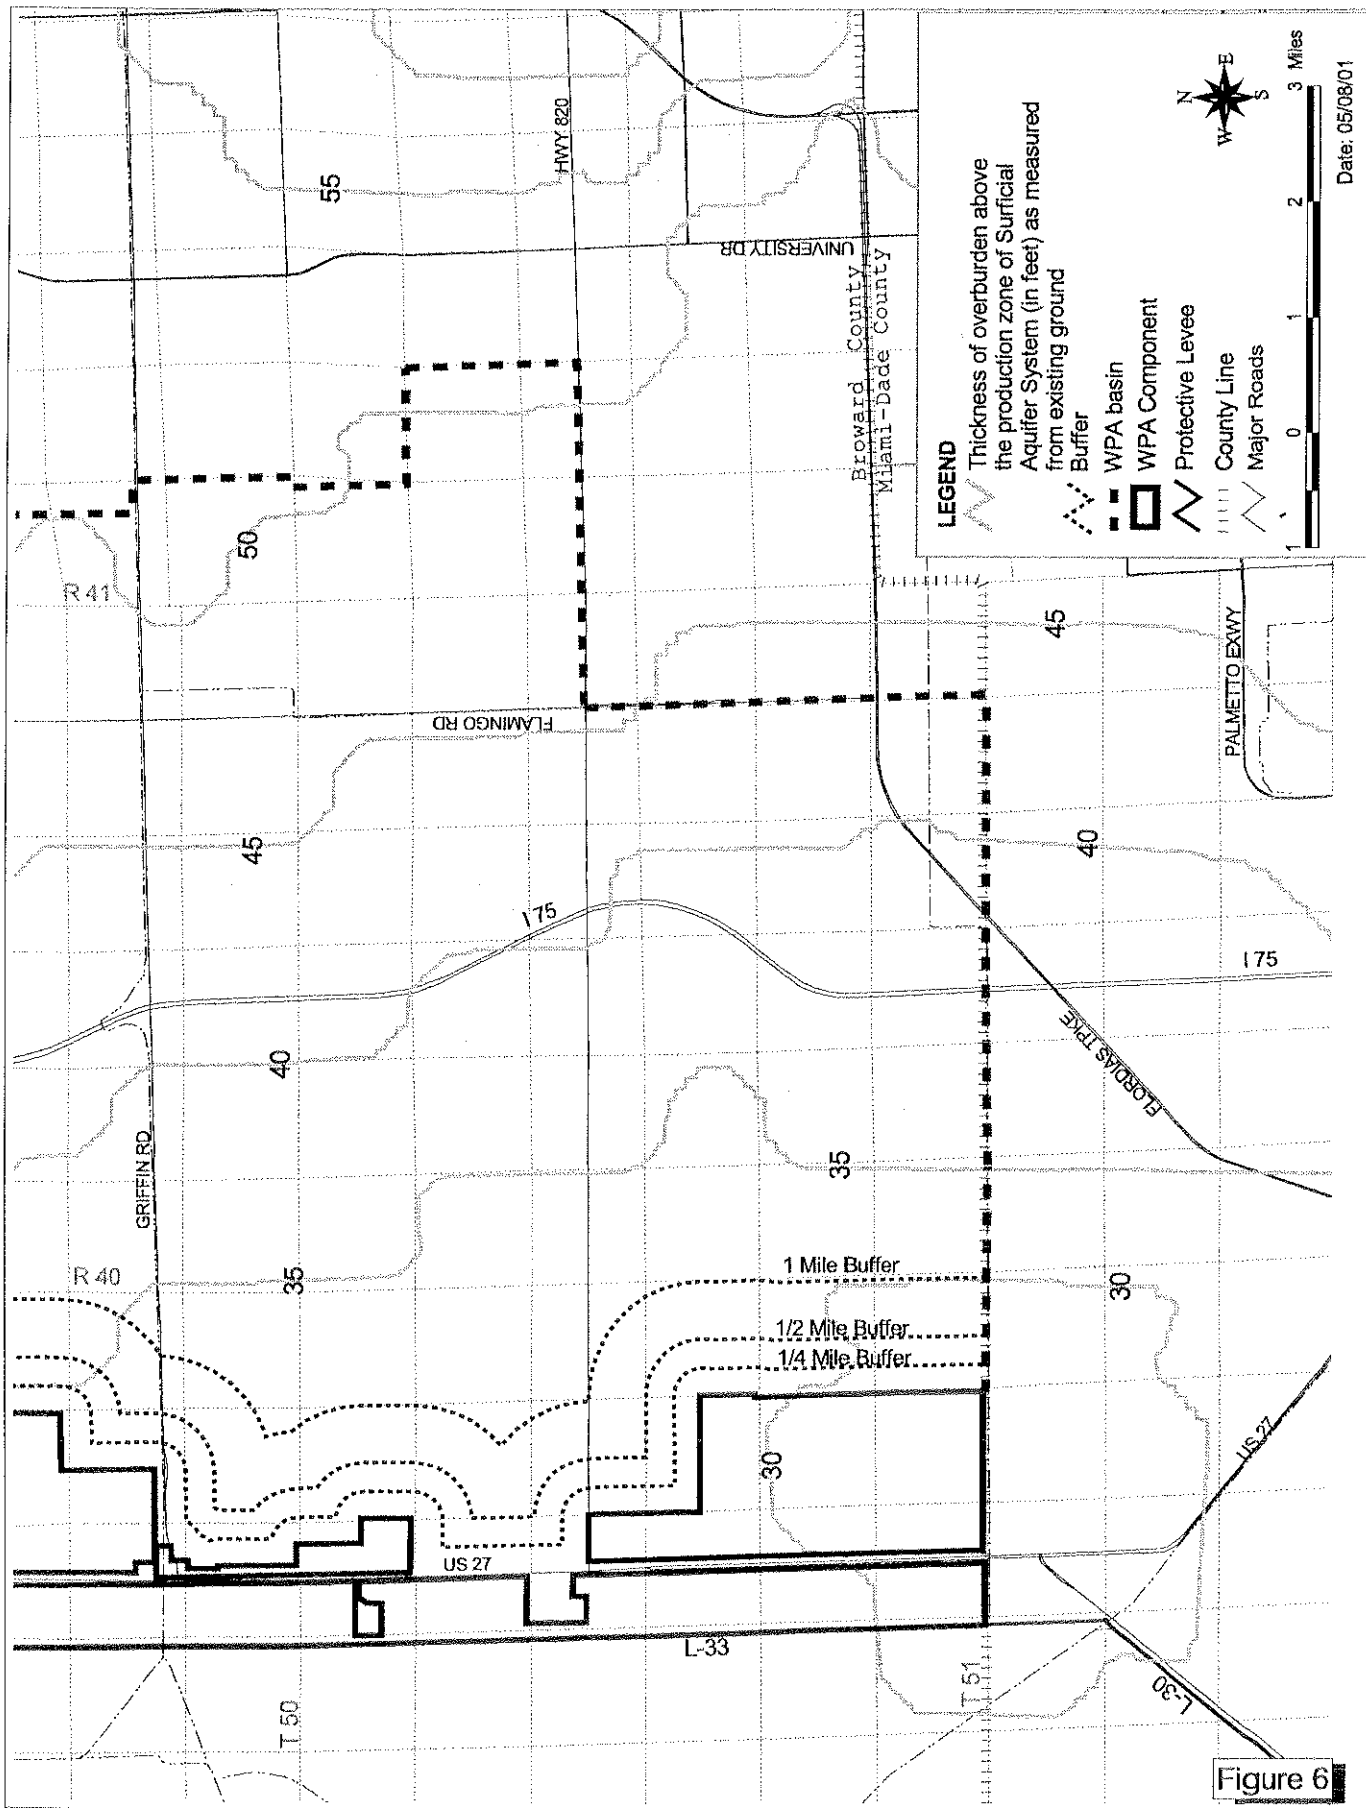 GRIFFIN RD
R 41
R 40
T 50
55
50
45
40
35
HWY 820
UNIVERSITY DR
FLAMINGO RD
I 75
US 27
Broward County
Miami-Dade County
1 Mile Buffer
1/2 Mile Buffer
1/4 Mile Buffer
30
35
L-33
T 51
45
40
30
PALMETTO EXWY
I 75
FLORDIAS TPKE
US 27
L-30
LEGEND
Thickness of overburden above
the production zone of Surficial
Aquifer System (in feet) as measured
from existing ground
Buffer
WPA basin
WPA Component
Protective Levee
County Line
Major Roads
N
E
S
W
1 0 1 2 3 Miles
Date: 05/08/01
Figure 6